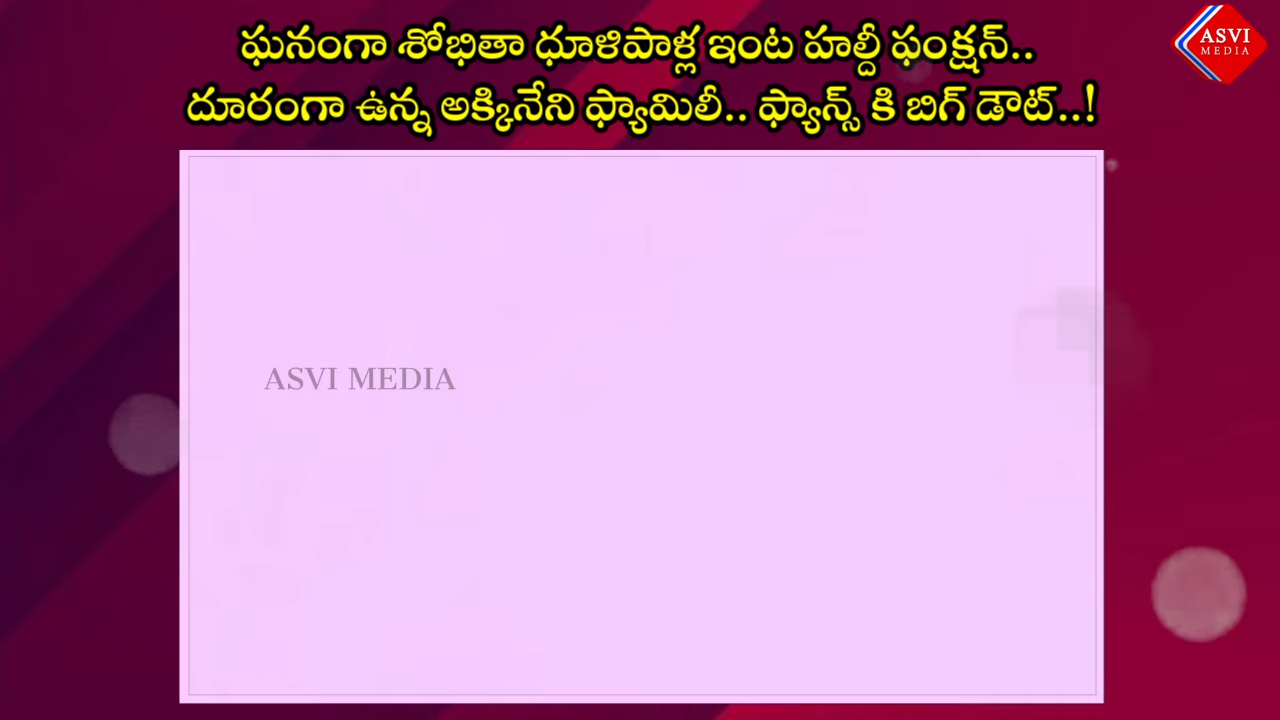 ఘనంగా శోభితా ధూళిపాళ్ల ఇంట హల్దీ ఫంక్షన్..
దూరంగా ఉన్న అక్కినేని ఫ్యామిలీ.. ఫ్యాన్స్ కి బిగ్ డౌట్..!
ASVI
MEDIA
ASVI MEDIA